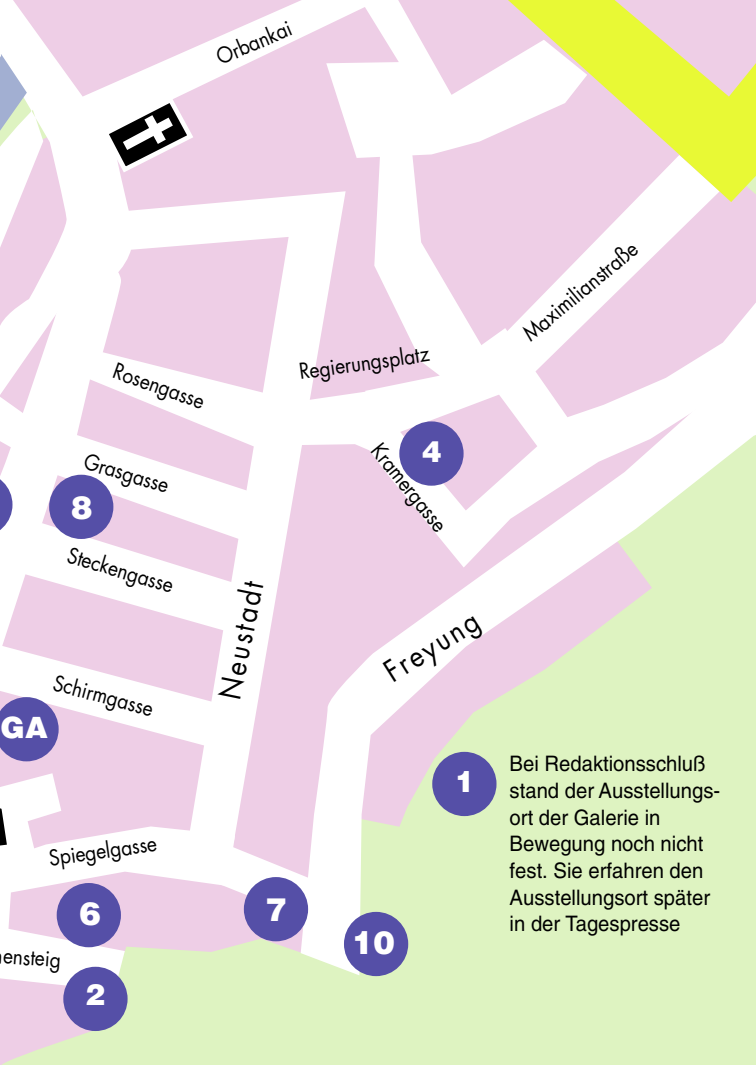 Orbankai
Maximilianstraße
Regierungsplatz
Rosengasse
4
Kramergasse
Grasgasse
8
Steckengasse
Neustadt
Freyung
Schirmgasse
GA
1
Bei Redaktionsschluß
stand der Ausstellungs-
ort der Galerie in
Bewegung noch nicht
fest. Sie erfahren den
Ausstellungsort später
in der Tagespresse
Spiegelgasse
6
7
10
ensteig
2